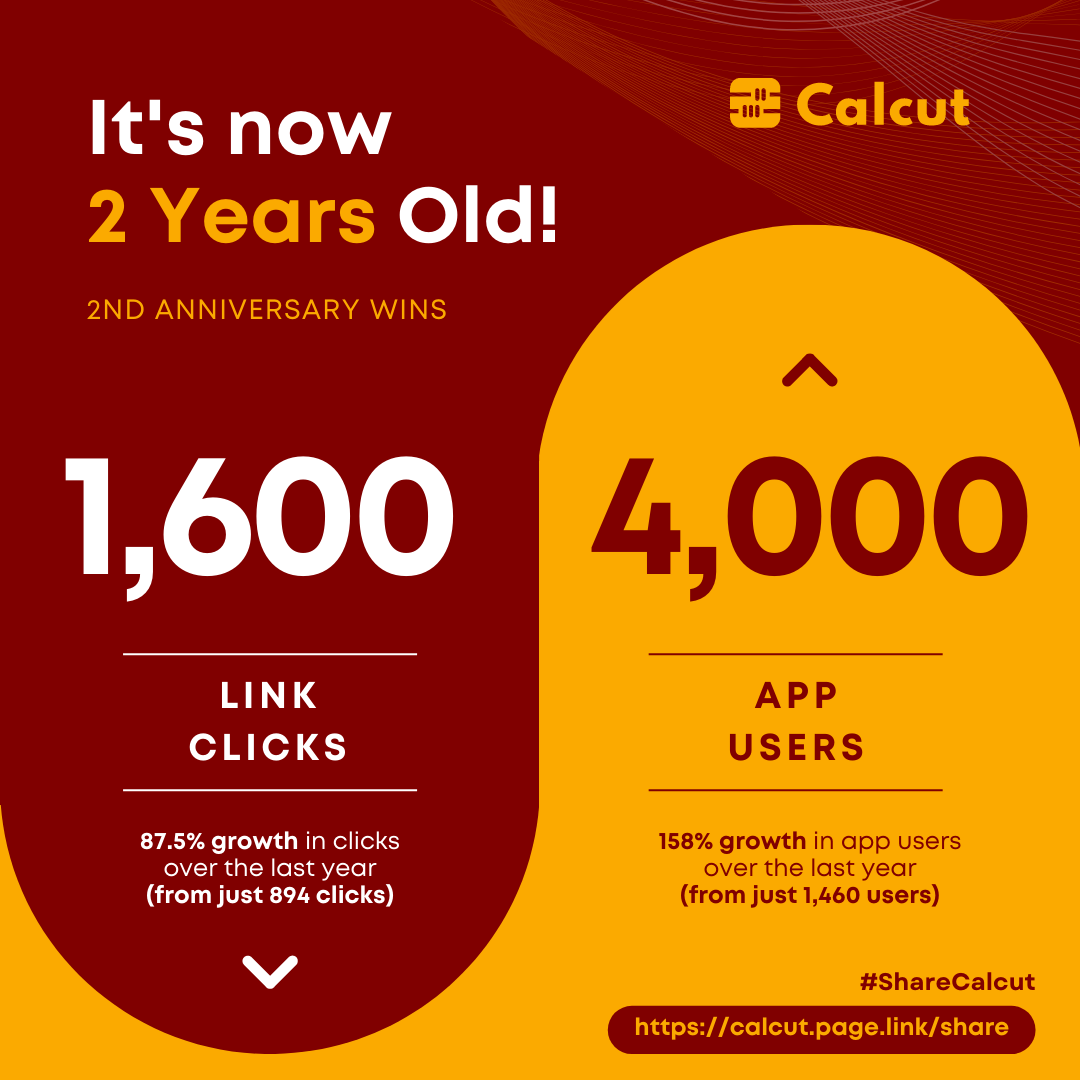 It's now
2 Years Old!
2ND ANNIVERSARY WINS
Calcut
1,600
LINK
CLICKS
87.5% growth in clicks
over the last year
(from just 894 clicks)
4,000
APP
USERS
158% growth in app users
over the last year
(from just 1,460 users)
#ShareCalcut
https://calcut.page.link/share